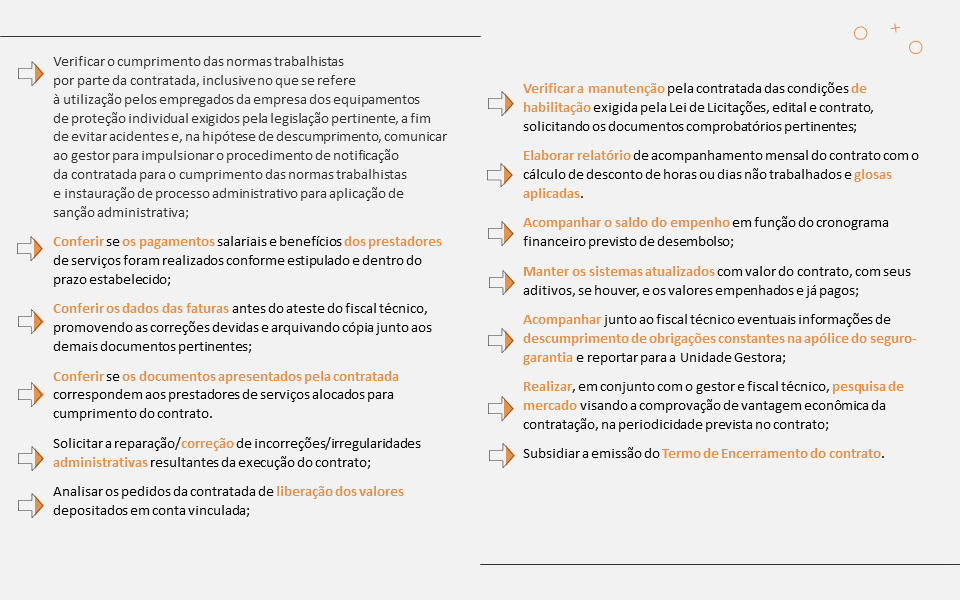 Verificar o cumprimento das normas trabalhistas
por parte da contratada, inclusive no que se refere
à utilização pelos empregados da empresa dos equipamentos
de proteção individual exigidos pela legislação pertinente, a fim
de evitar acidentes e, na hipótese de descumprimento, comunicar
ao gestor para impulsionar o procedimento de notificação
da contratada para o cumprimento das normas trabalhistas
e instauração de processo administrativo para aplicação de
sanção administrativa;
Conferir se os pagamentos salariais e benefícios dos prestadores
de serviços foram realizados conforme estipulado e dentro do
prazo estabelecido;
Conferir os dados das faturas antes do ateste do fiscal técnico,
promovendo as correções devidas e arquivando cópia junto aos
demais documentos pertinentes;
Conferir se os documentos apresentados pela contratada
correspondem aos prestadores de serviços alocados para
cumprimento do contrato.
Solicitar a reparação/correção de incorreções/irregularidades
administrativas resultantes da execução do contrato;
Analisar os pedidos da contratada de liberação dos valores
depositados em conta vinculada;
Verificar a manutenção pela contratada das condições de
habilitação exigida pela Lei de Licitações, edital e contrato,
solicitando os documentos comprobatórios pertinentes;
Elaborar relatório de acompanhamento mensal do contrato com o
cálculo de desconto de horas ou dias não trabalhados e glosas
aplicadas.
Acompanhar o saldo do empenho em função do cronograma
financeiro previsto de desembolso;
Manter os sistemas atualizados com valor do contrato, com seus
aditivos, se houver, e os valores empenhados e já pagos;
Acompanhar junto ao fiscal técnico eventuais informações de
descumprimento de obrigações constantes na apólice do seguro-
garantia e reportar para a Unidade Gestora;
Realizar, em conjunto com o gestor e fiscal técnico, pesquisa de
mercado visando a comprovação de vantagem econômica da
contratação, na periodicidade prevista no contrato;
Subsidiar a emissão do Termo de Encerramento do contrato.